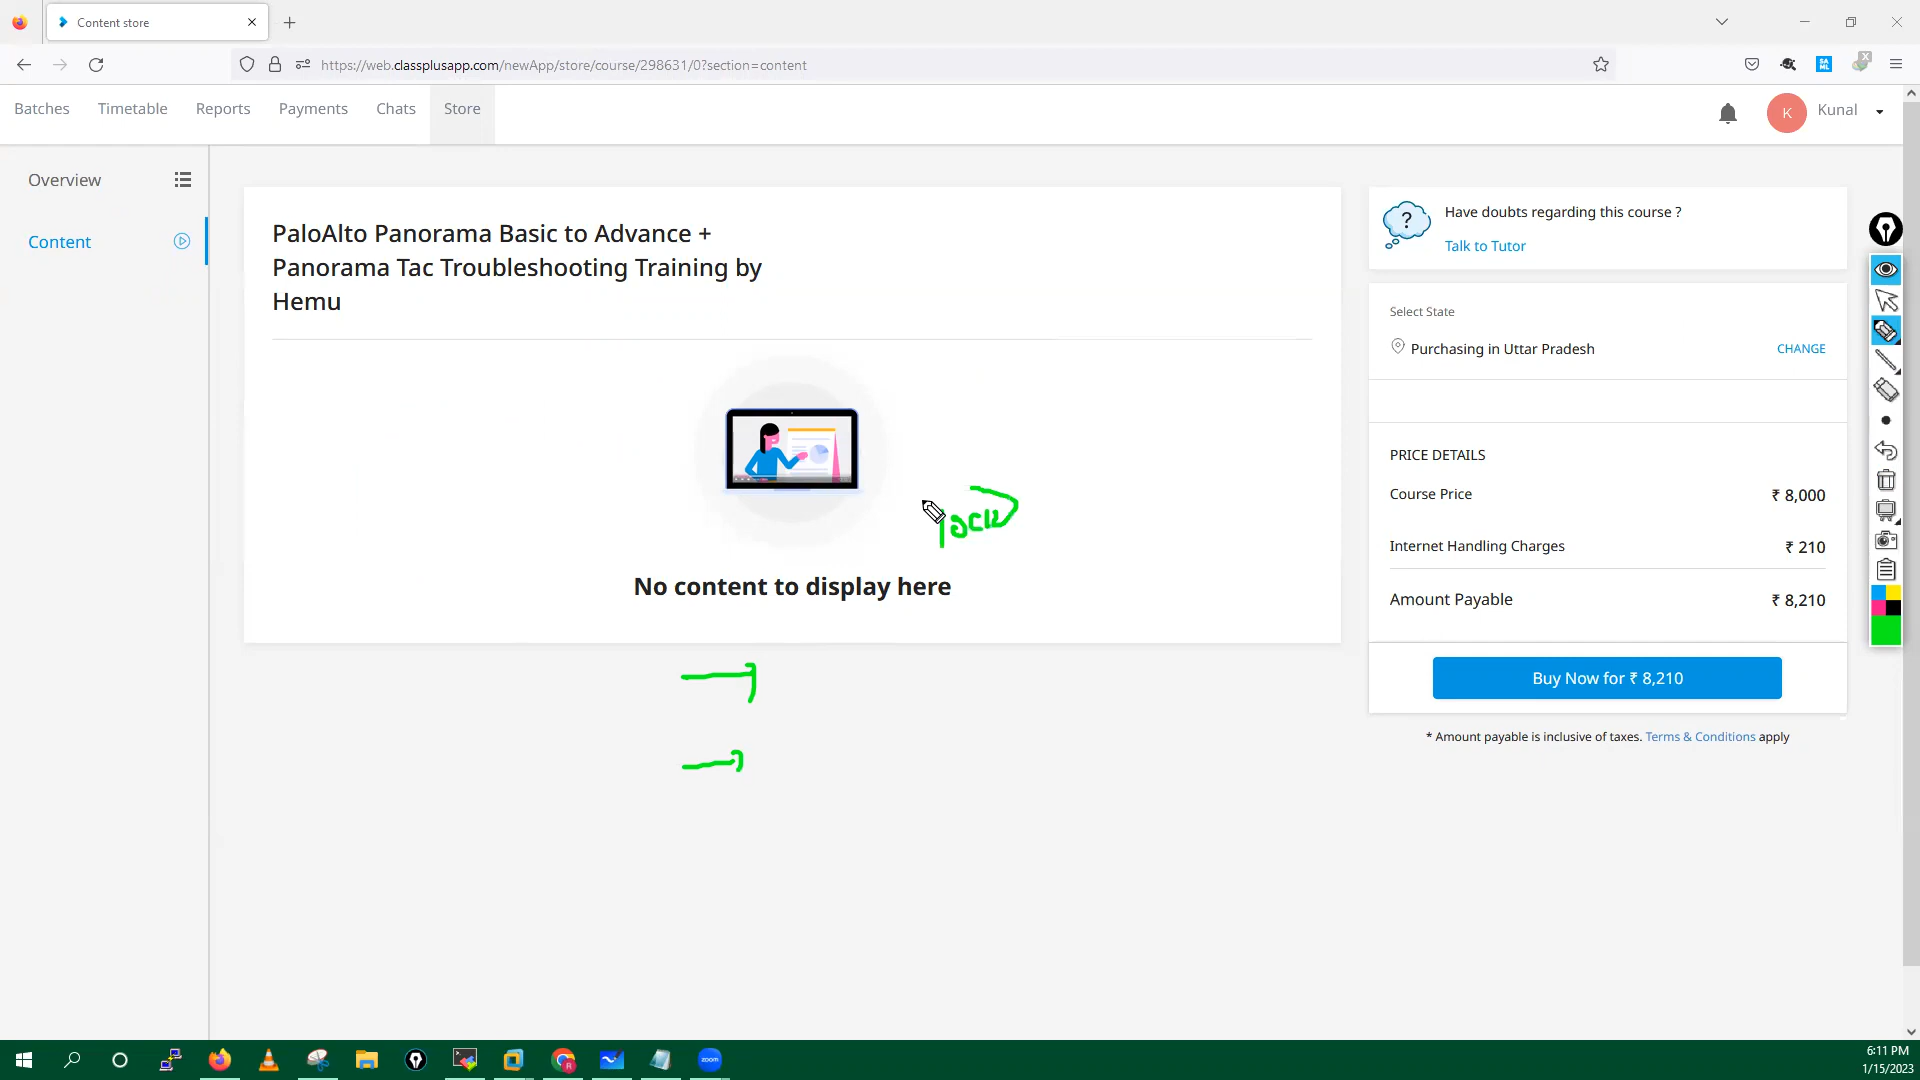 Content store
https://web.classplusapp.com/newApp/store/course/298631/0?section=content
SA
ML
Batches
Timetable
Reports
Payments
Chats
Store
K
Kunal
Overview
Content
PaloAlto Panorama Basic to Advance +
Panorama Tac Troubleshooting Training by
Hemu
No content to display here
?
Have doubts regarding this course ?
Talk to Tutor
Select State
Purchasing in Uttar Pradesh
CHANGE
PRICE DETAILS
Course Price
₹ 8,000
Internet Handling Charges
₹ 210
Amount Payable
₹ 8,210
Buy Now for ₹ 8,210
* Amount payable is inclusive of taxes. Terms & Conditions apply
zoom
6:11 PM
1/15/2023